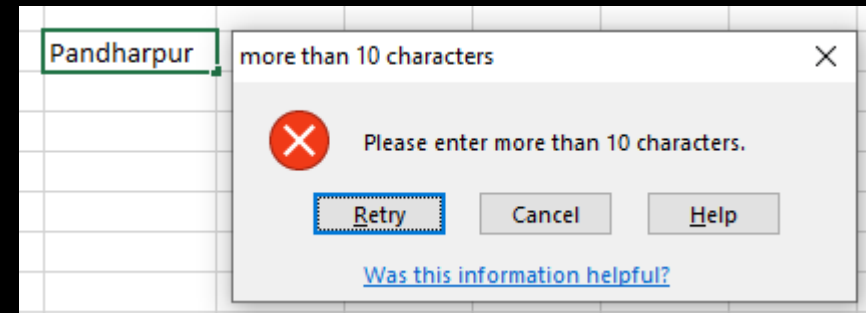 Pandharpur
more than 10 characters
Please enter more than 10 characters.
Retry Cancel Help
Was this information helpful?